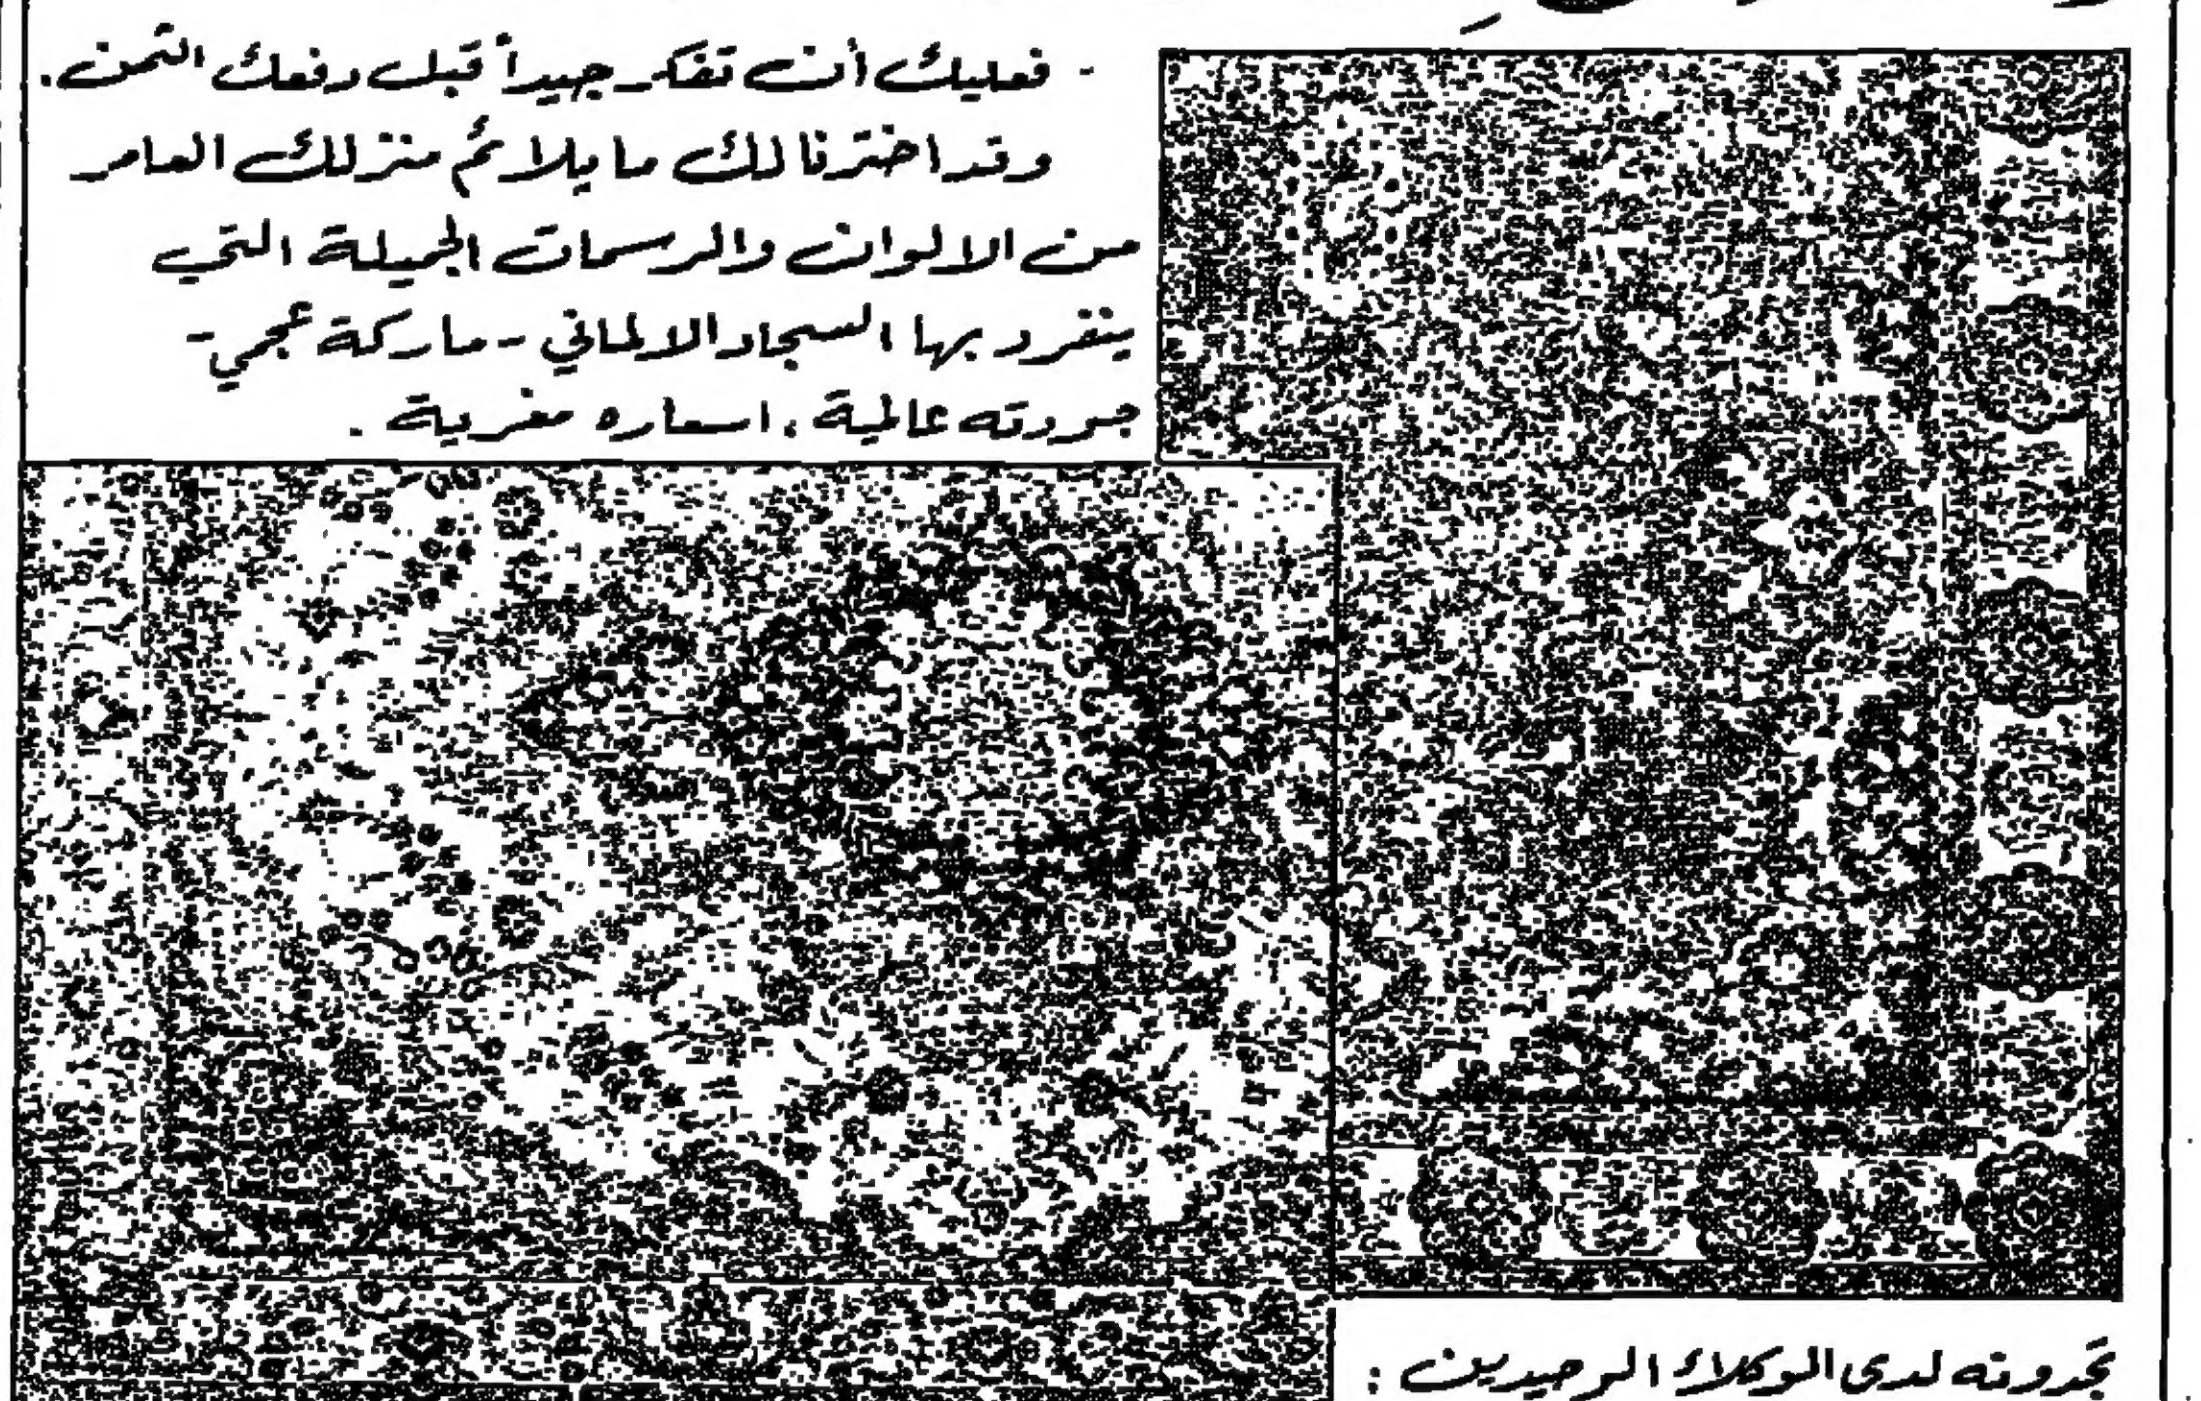 - فعليك أن تفكر جيداً قبل دفعك الثمن.
وقد اخترنا لك ما يلائم منزلك العامر
من الالوان والرسمات الجميلة التي
ينفرد بها السجاد الالماني - ماركة عجمي -
جودته عالمية ، اسعاره مغرية .
تجدونه لدى الوكلاء الوحيدين :